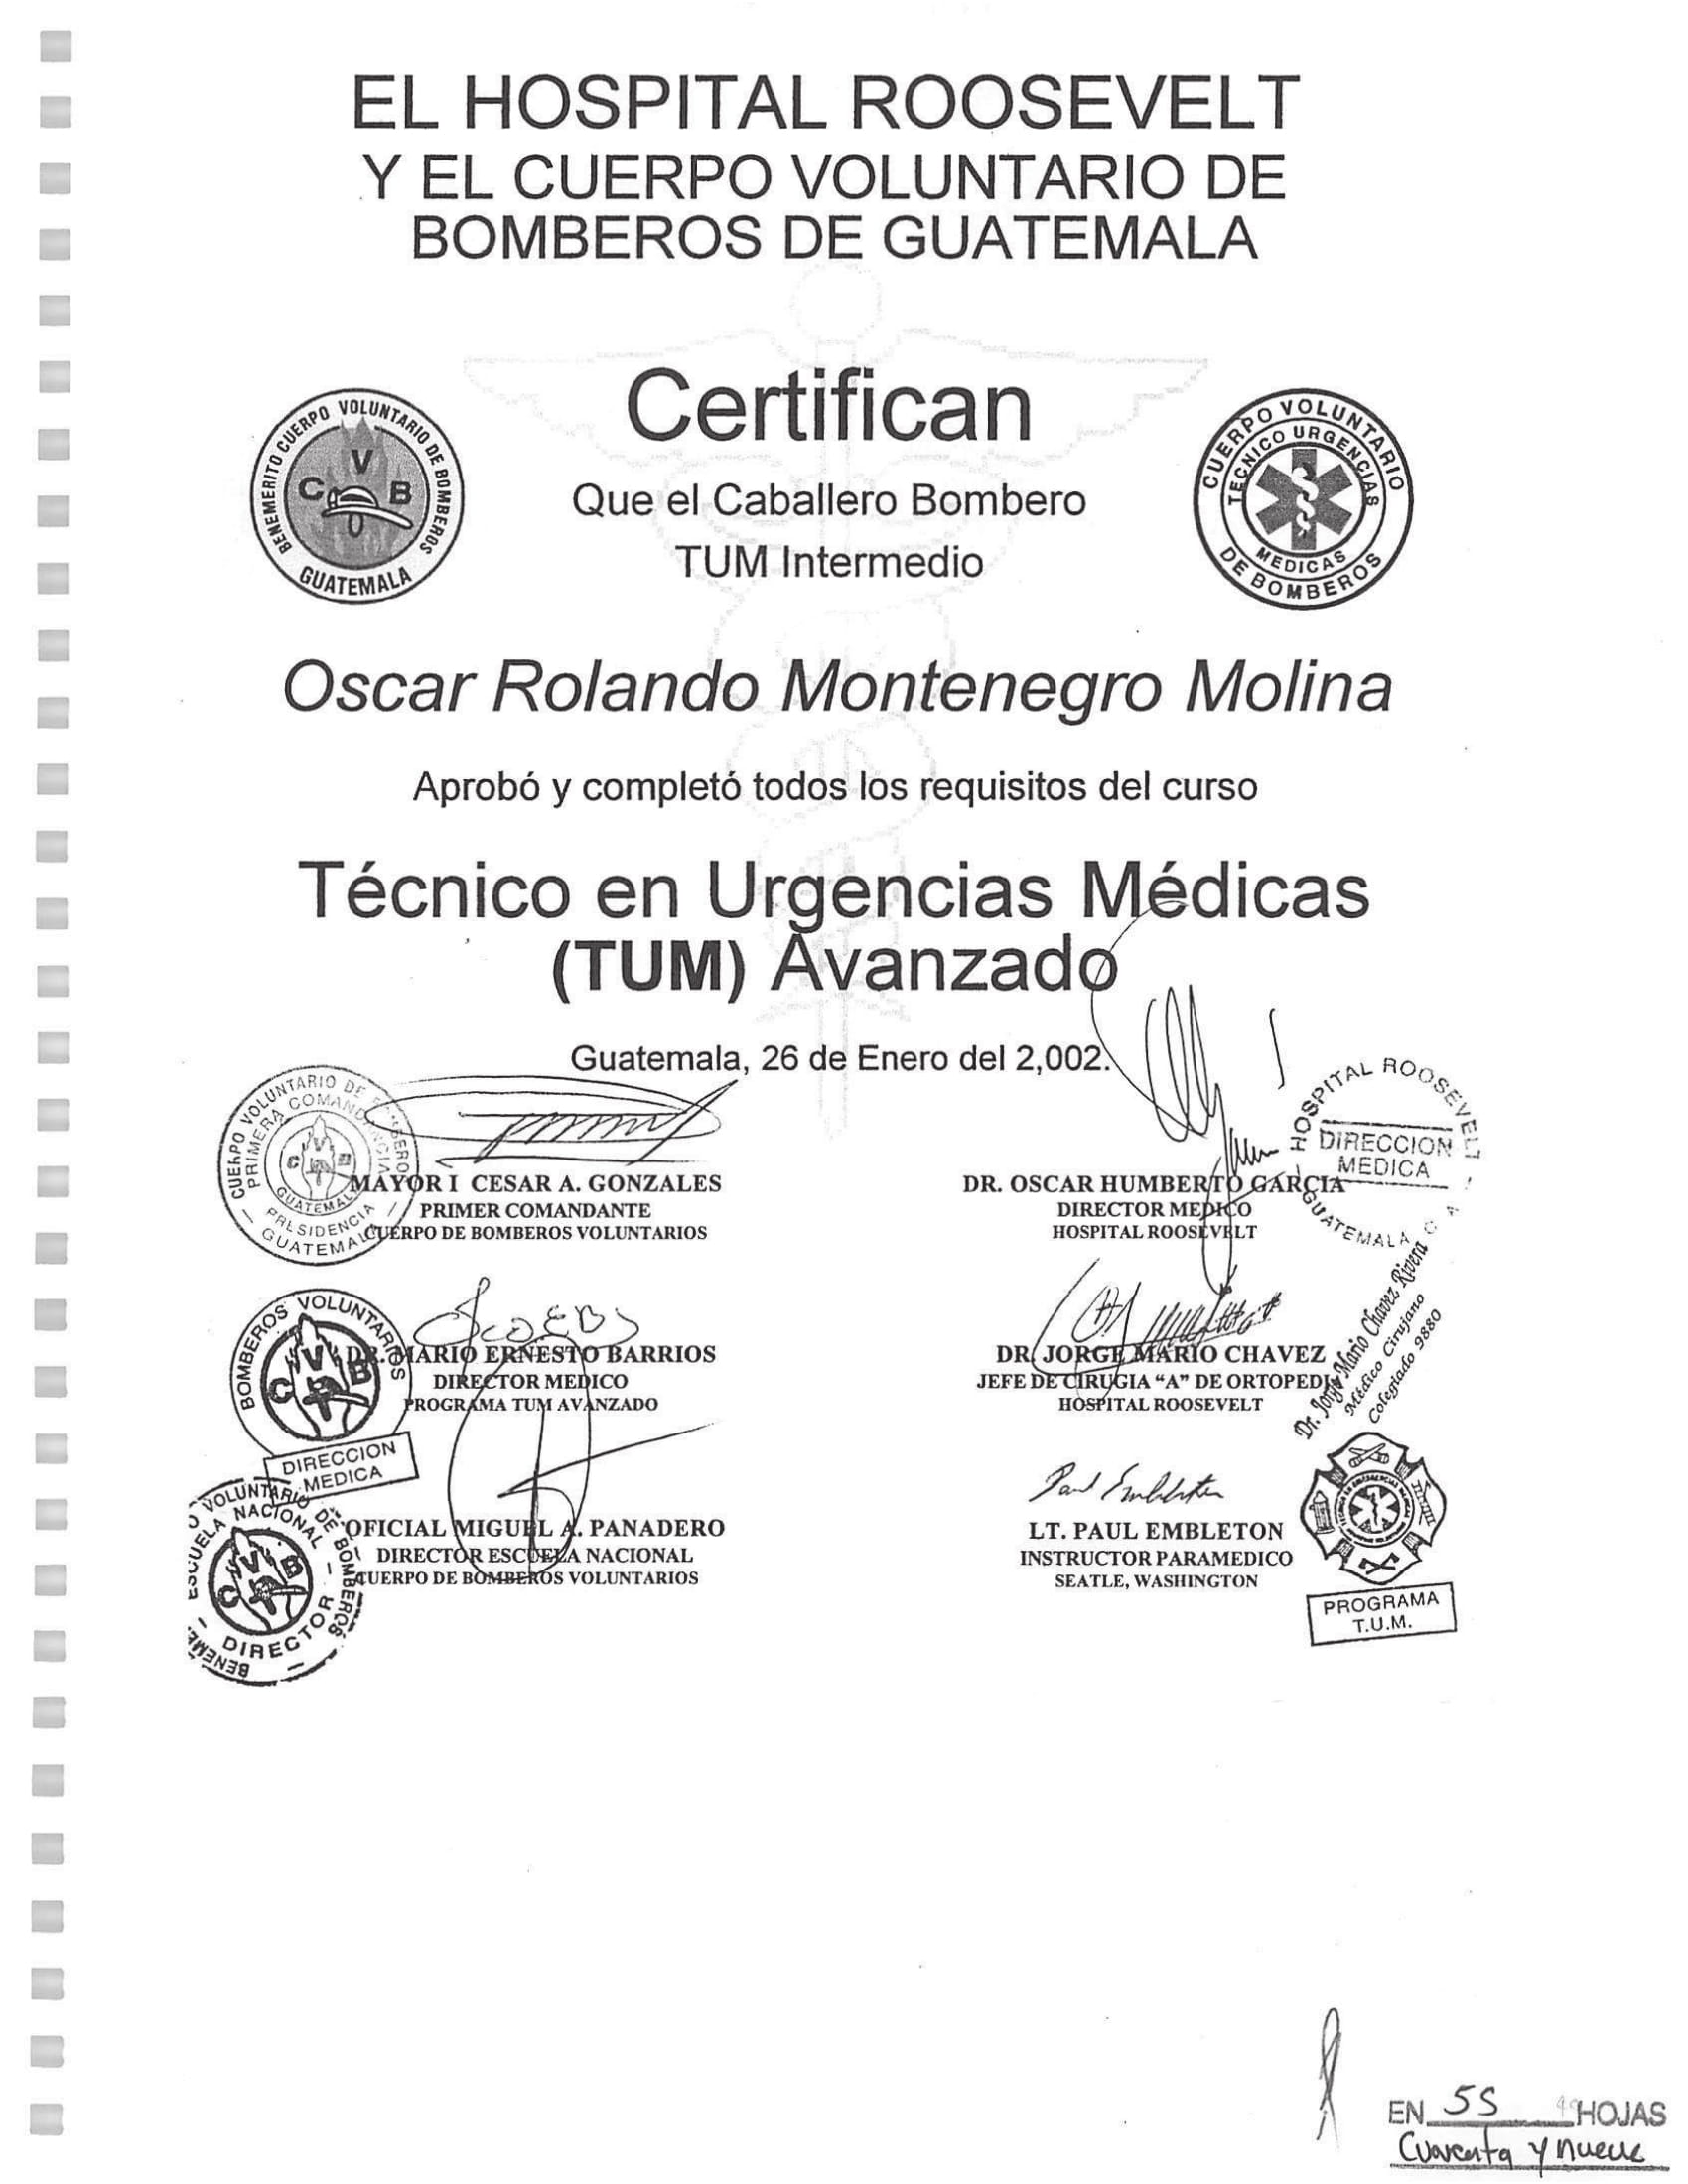 EL HOSPITAL ROOSEVELT
Y EL CUERPO VOLUNTARIO DE
BOMBEROS DE GUATEMALA
Certifican
BENEMERITO CUERPO VOLUNTARIO DE BOMBEROS
C V B
GUATEMALA
CUERPO VOLUNTARIO
TECNICO URGENCIAS
MEDICAS
DE BOMBEROS
Que el Caballero Bombero
TUM Intermedio
Oscar Rolando Montenegro Molina
Aprobó y completó todos los requisitos del curso
Técnico en Urgencias Médicas
(TUM) Avanzado
Guatemala, 26 de Enero del 2,002.
CUERPO VOLUNTARIO DE BOMBEROS
PRIMERA COMANDANCIA
C V B
GUATEMALA
PRESIDENCIA
GUATEMALA
MAYOR I CESAR A. GONZALES
PRIMER COMANDANTE
CUERPO DE BOMBEROS VOLUNTARIOS
HOSPITAL ROOSEVELT
DIRECCION
MEDICA
GUATEMALA C A
DR. OSCAR HUMBERTO GARCIA
DIRECTOR MEDICO
HOSPITAL ROOSEVELT
BOMBEROS VOLUNTARIOS
C V B
DIRECCION
MEDICA
DR. MARIO ERNESTO BARRIOS
DIRECTOR MEDICO
PROGRAMA TUM AVANZADO
DR. JORGE MARIO CHAVEZ
JEFE DE CIRUGIA “A” DE ORTOPEDIA
HOSPITAL ROOSEVELT
Dr. Jorge Mario Chavez Rivera
Médico Cirujano
Colegiado 9880
VOLUNTARIO DE BOMBEROS
ESCUELA NACIONAL
C V B
DIRECTOR
BENEME
OFICIAL MIGUEL A. PANADERO
DIRECTOR ESCUELA NACIONAL
CUERPO DE BOMBEROS VOLUNTARIOS
Paul Embleton
LT. PAUL EMBLETON
INSTRUCTOR PARAMEDICO
SEATLE, WASHINGTON
PROGRAMA
T.U.M.
EN 55 49 HOJAS
Cuarenta y nueve